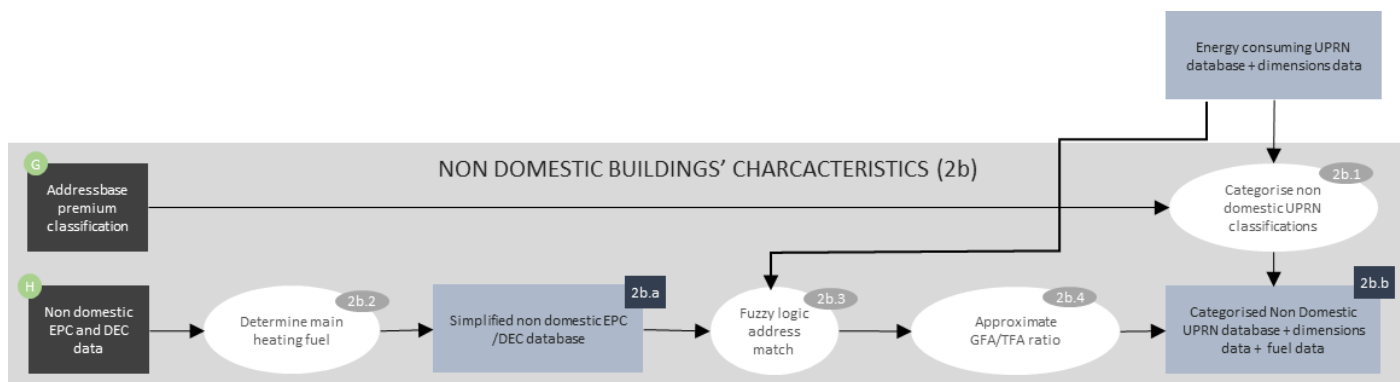 Energy consuming UPRN
database + dimensions data
NON DOMESTIC BUILDINGS' CHARCACTERISTICS (2b)
G
Addressbase
premium
classification
2b.1
Categorise non
domestic UPRN
classifications
H
Non domestic
EPC and DEC
data
2b.2
Determine main
heating fuel
2b.a
Simplified non domestic EPC
/DEC database
2b.3
Fuzzy logic
address
match
2b.4
Approximate
GFA/TFA ratio
2b.b
Categorised Non Domestic
UPRN database + dimensions
data + fuel data